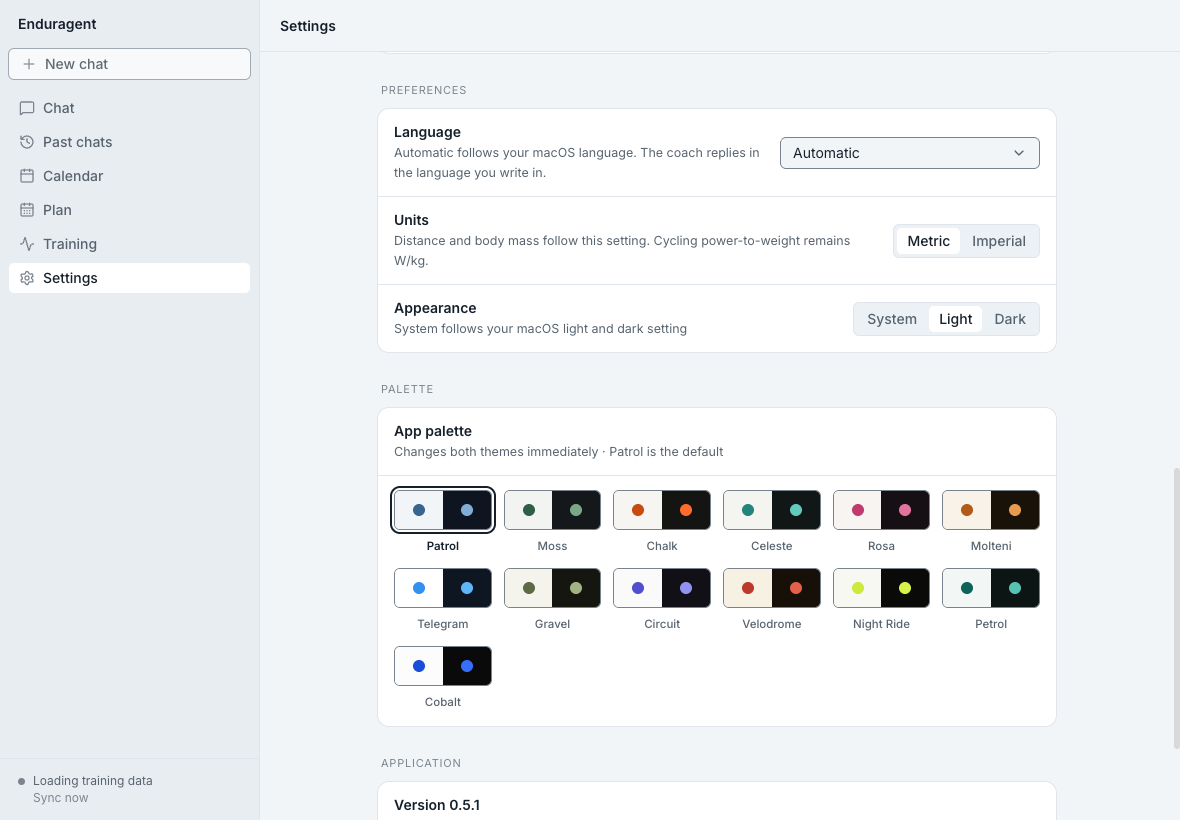 Enduragent
New chat
Chat
Past chats
Calendar
Plan
Training
Settings
Loading training data
Sync now
Settings
PREFERENCES
Language
Automatic follows your macOS language. The coach replies in
the language you write in.
Automatic
Units
Distance and body mass follow this setting. Cycling power-to-weight remains
W/kg.
Metric Imperial
Appearance
System follows your macOS light and dark setting
System Light Dark
PALETTE
App palette
Changes both themes immediately · Patrol is the default
Patrol Moss Chalk Celeste Rosa Molteni
Telegram Gravel Circuit Velodrome Night Ride Petrol
Cobalt
APPLICATION
Version 0.5.1